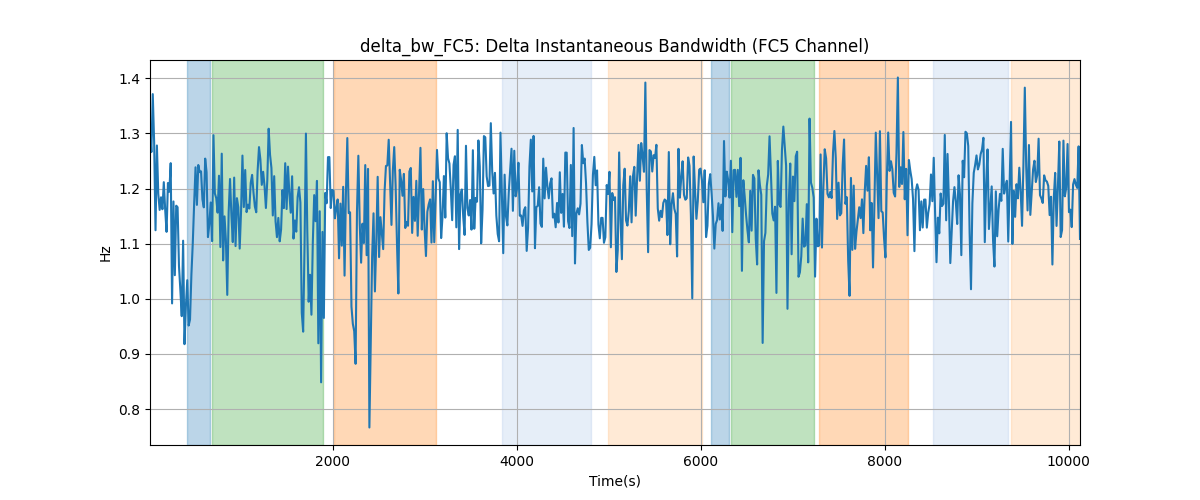 delta_bw_FC5: Delta Instantaneous Bandwidth (FC5 Channel)
Hz
1.4
1.3
1.2
1.1
1.0
0.9
0.8
2000 4000 6000 8000 10000
Time(s)